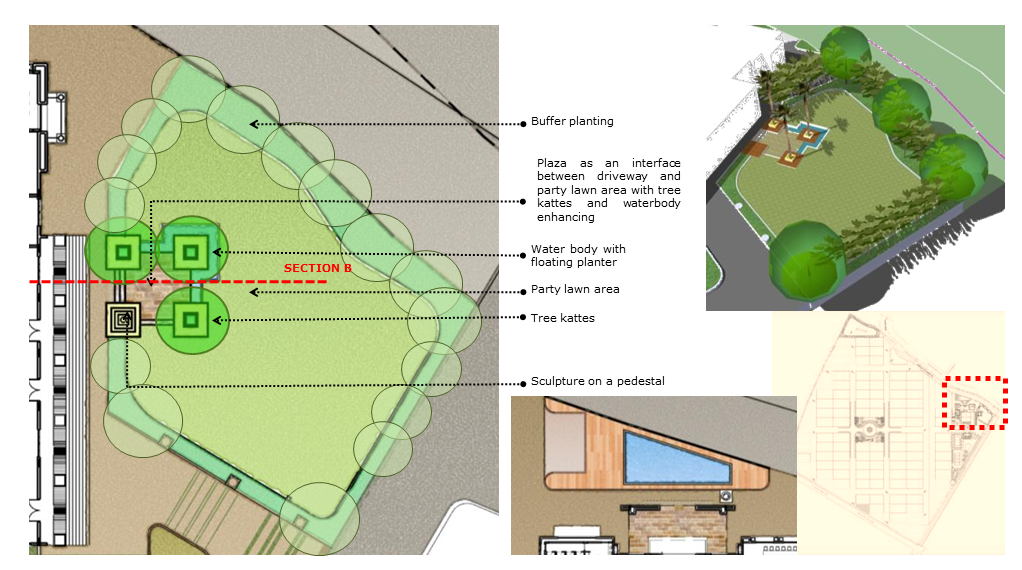 Buffer planting
Plaza as an interface
between driveway and
party lawn area with tree
kattes and waterbody
enhancing
Water body with
floating planter
SECTION B
Party lawn area
Tree kattes
Sculpture on a pedestal